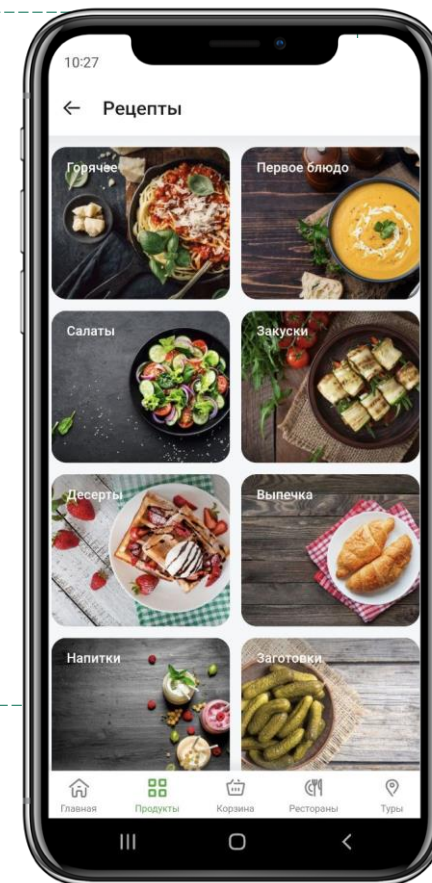 10:27
Рецепты
Горячее
Первое блюдо
Салаты
Закуски
Десерты
Выпечка
Напитки
Заготовки
Главная
Продукты
Корзина
Рестораны
Туры